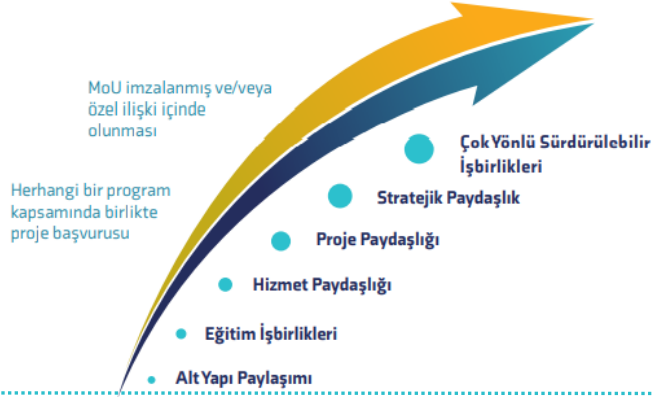 MoU imzalanmış ve/veya
özel ilişki içinde
olunması
Çok Yönlü Sürdürülebilir
İşbirlikleri
Herhangi bir program
kapsamında birlikte
proje başvurusu
Stratejik Paydaşlık
Proje Paydaşlığı
Hizmet Paydaşlığı
Eğitim İşbirlikleri
Alt Yapı Paylaşımı